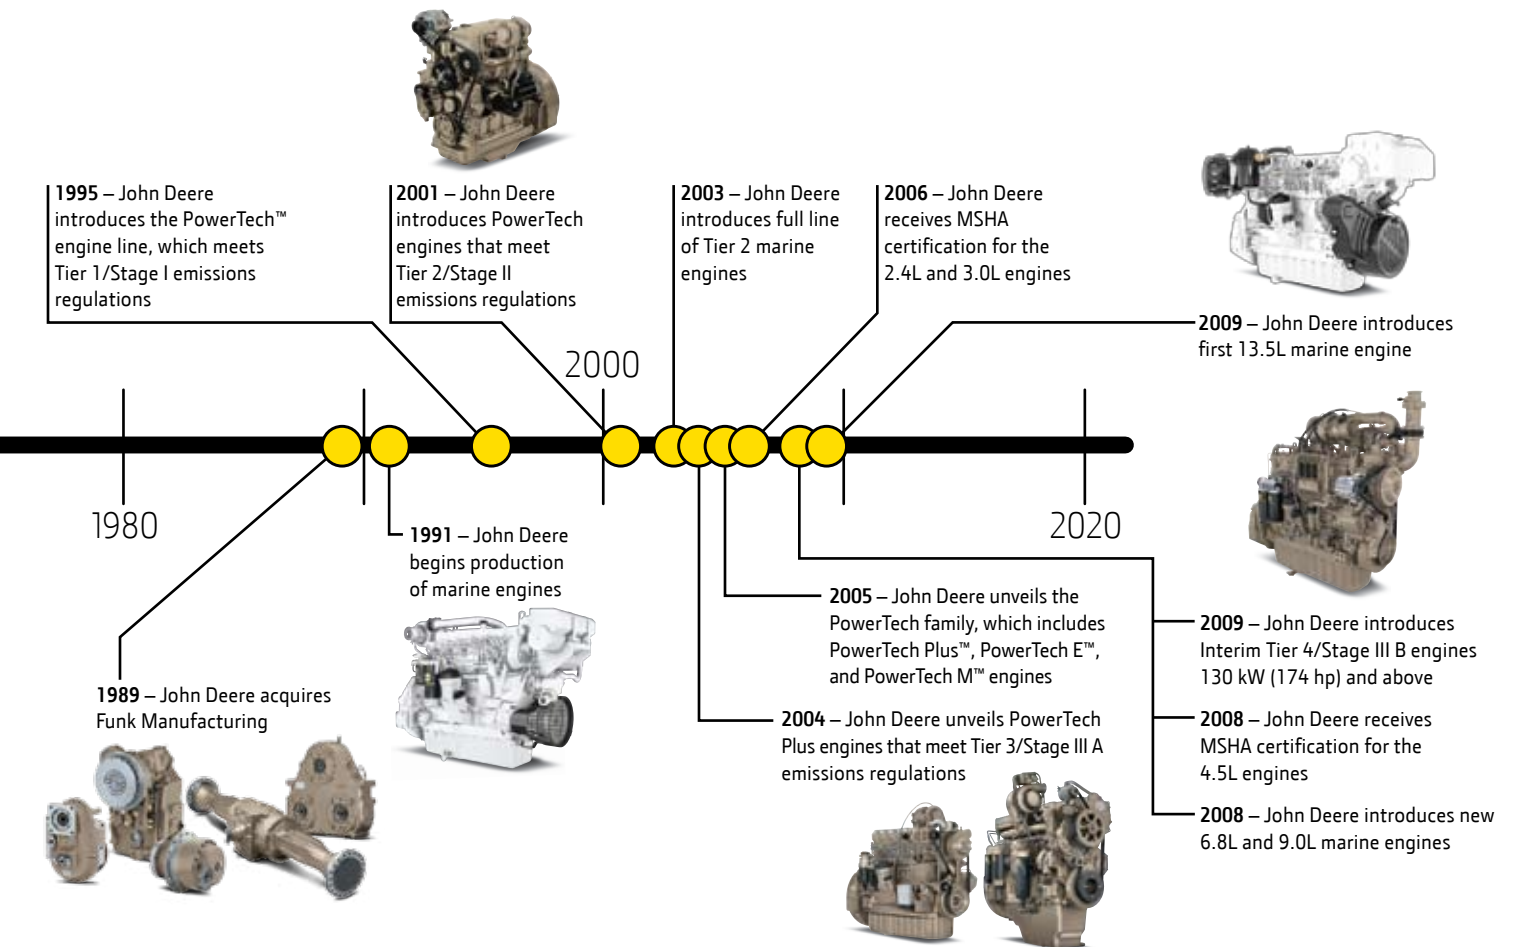 1995 – John Deere
introduces the PowerTech™
engine line, which meets
Tier 1/Stage I emissions
regulations
2001 – John Deere
introduces PowerTech
engines that meet
Tier 2/Stage II
emissions regulations
2003 – John Deere
introduces full line
of Tier 2 marine
engines
2006 – John Deere
receives MSHA
certification for the
2.4L and 3.0L engines
2009 – John Deere introduces
first 13.5L marine engine
2000
1980
2020
1991 – John Deere
begins production
of marine engines
1989 – John Deere acquires
Funk Manufacturing
2005 – John Deere unveils the
PowerTech family, which includes
PowerTech Plus™, PowerTech E™,
and PowerTech M™ engines
2004 – John Deere unveils PowerTech
Plus engines that meet Tier 3/Stage III A
emissions regulations
2009 – John Deere introduces
Interim Tier 4/Stage III B engines
130 kW (174 hp) and above
2008 – John Deere receives
MSHA certification for the
4.5L engines
2008 – John Deere introduces new
6.8L and 9.0L marine engines